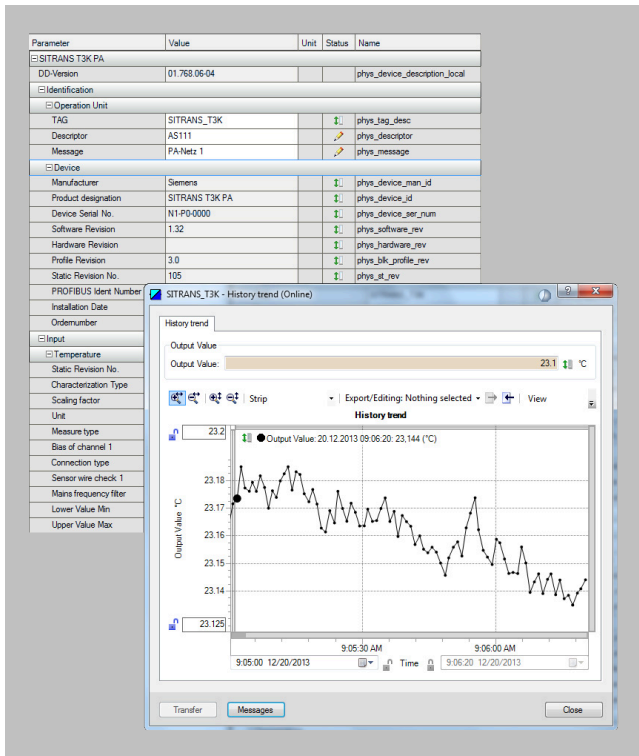 Parameter Value Unit Status Name
SITRANS T3K PA
DD-Version 01.768.06-04 phys_device_description_local
Identification
Operation Unit
TAG SITRANS_T3K phys_tag_desc
Descriptor AS111 phys_descriptor
Message PA-Netz 1 phys_message
Device
Manufacturer Siemens phys_device_man_id
Product designation SITRANS T3K PA phys_device_id
Device Serial No. N1-P0-0000 phys_device_ser_num
Software Revision 1.32 phys_software_rev
Hardware Revision phys_hardware_rev
Profile Revision 3.0 phys_blk_profile_rev
Static Revision No. 105 phys_st_rev
PROFIBUS Ident Number
Installation Date
Ordernumber
Input
Temperature
Static Revision No.
Characterization Type
Scaling factor
Unit
Measure type
Bias of channel 1
Connection type
Sensor wire check 1
Mains frequency filter
Lower Value Min
Upper Value Max
SITRANS_T3K - History trend (Online)
History trend
Output Value
Output Value: 23.1 °C
Strip Export/Editing: Nothing selected View
History trend
23.2
Output Value: 20.12.2013 09:06:20: 23,144 (°C)
23.18
23.17
23.16
23.15
23.14
23.125
Output Value °C
9:05:30 AM 9:06:00 AM
9:05:00 12/20/2013 Time 9:06:20 12/20/2013
Transfer Messages Close